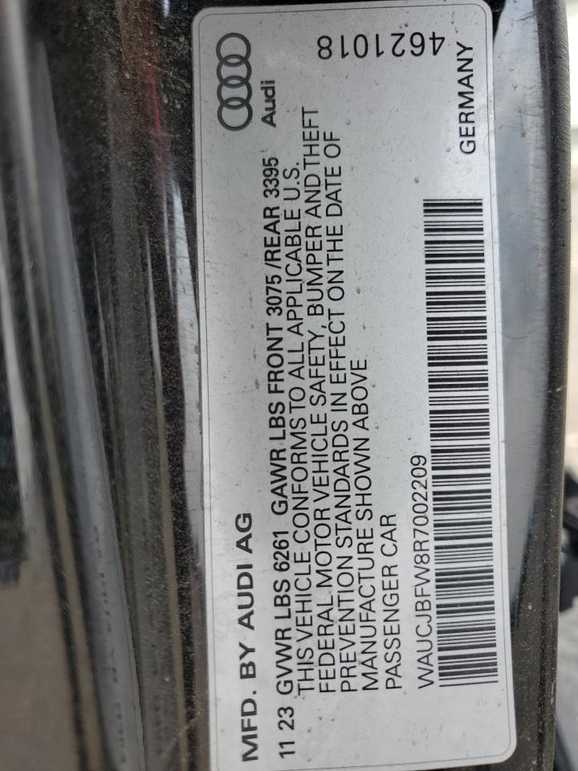 MFD. BY AUDI AG
Audi
11 23 GVWR LBS 6261 GAWR LBS FRONT 3075 /REAR 3395
THIS VEHICLE CONFORMS TO ALL APPLICABLE U.S.
FEDERAL MOTOR VEHICLE SAFETY, BUMPER AND THEFT
PREVENTION STANDARDS IN EFFECT ON THE DATE OF
MANUFACTURE SHOWN ABOVE
PASSENGER CAR
4621018
WAUCJBFW8R7002209
GERMANY